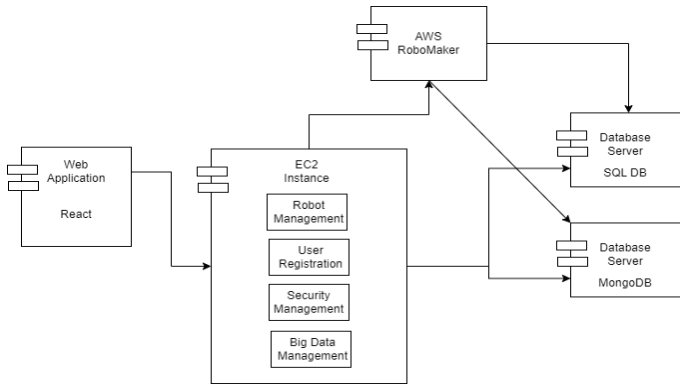 AWS
RoboMaker
Web
Application
React
EC2
Instance
Robot
Management
User
Registration
Security
Management
Big Data
Management
Database
Server
SQL DB
Database
Server
MongoDB